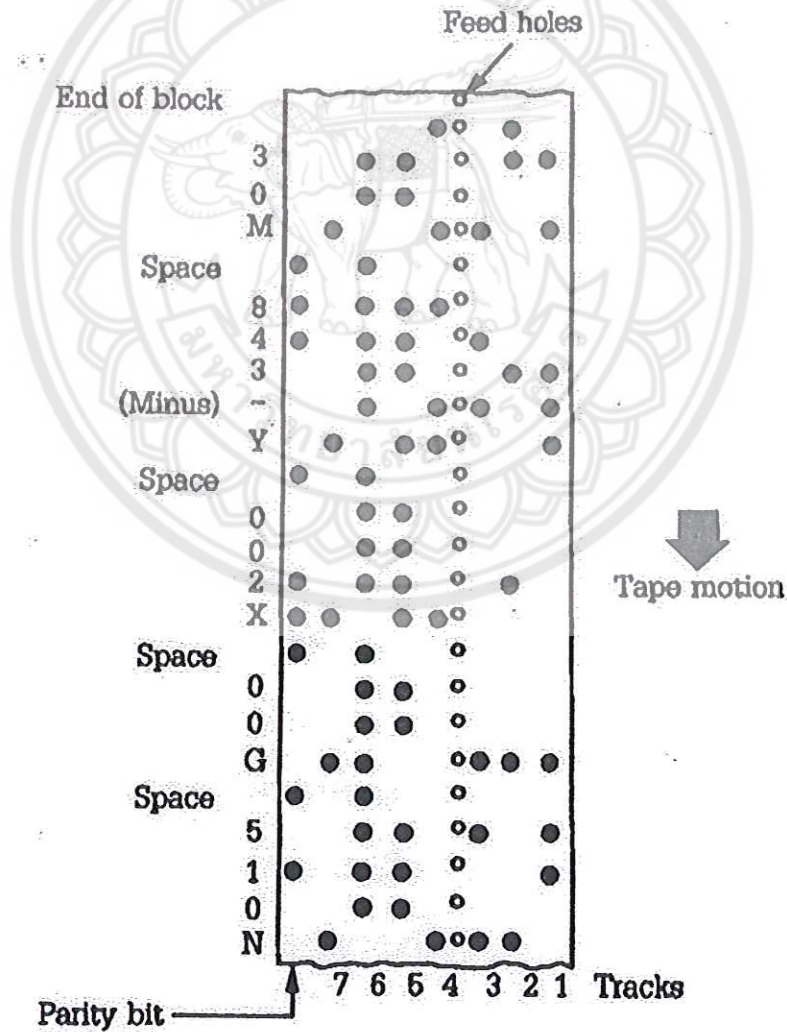 Feed holes
End of block
3
0
M
Space
8
4
3
(Minus) -
Y
Space
0
0
2
Tape motion
X
Space
0
0
G
Space
5
1
0
N
7 6 5 4 3 2 1 Tracks
Parity bit